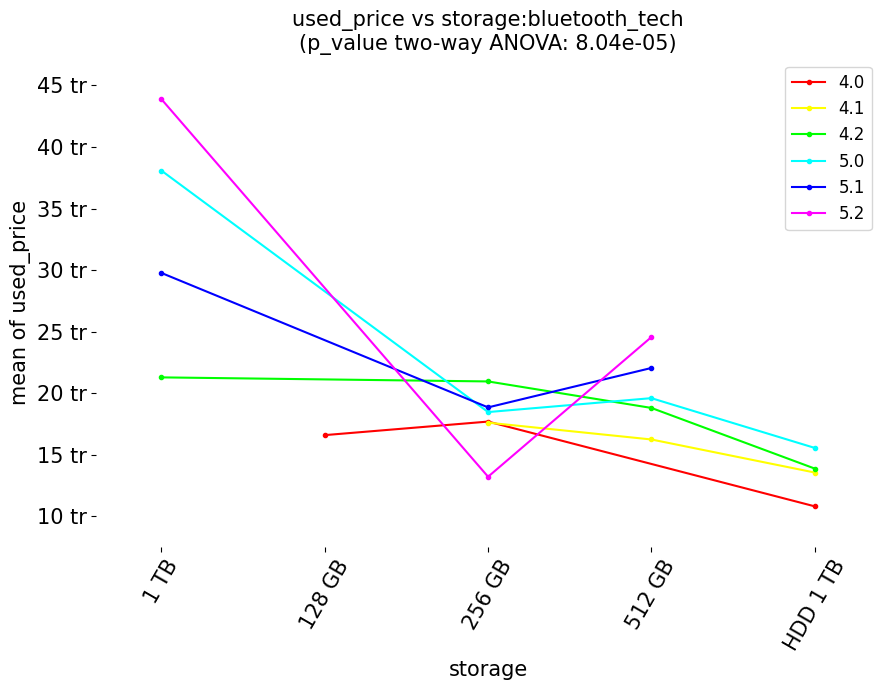 used_price vs storage:bluetooth_tech
(p_value two-way ANOVA: 8.04e-05)
4.0
4.1
4.2
5.0
5.1
5.2
45 tr
40 tr
35 tr
30 tr
25 tr
20 tr
15 tr
10 tr
mean of used_price
1 TB
128 GB
256 GB
512 GB
HDD 1 TB
storage